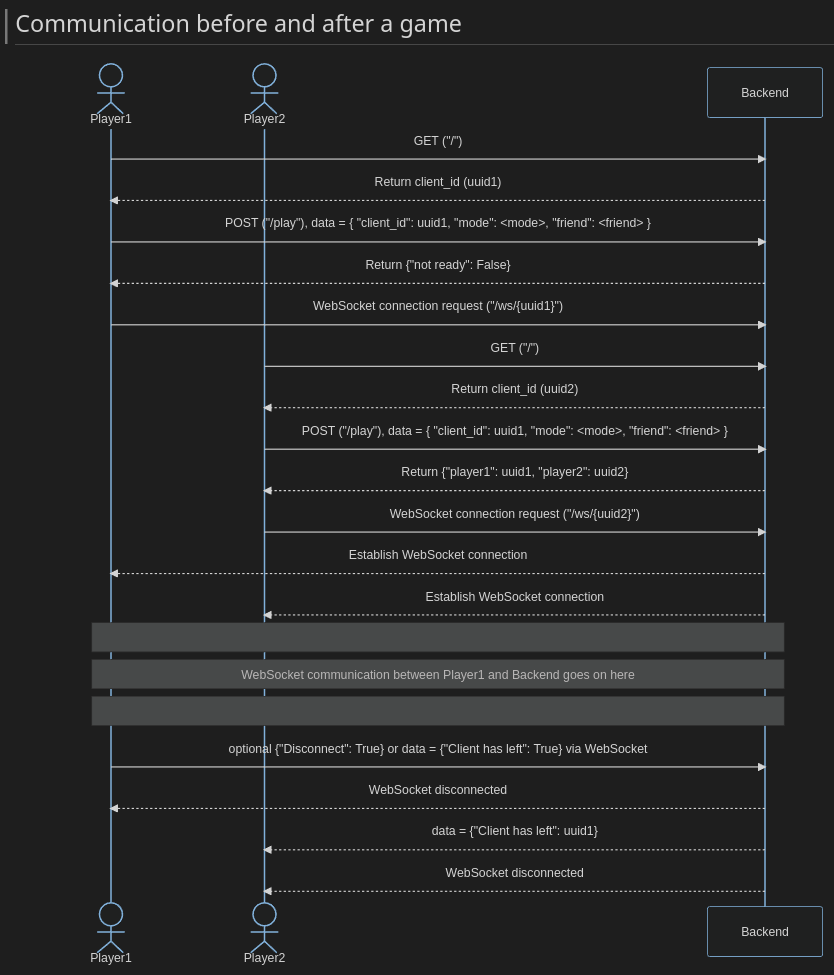 Communication before and after a game
Player1
Player2
Backend
GET ("/")
Return client_id (uuid1)
POST ("/play"), data = { "client_id": uuid1, "mode": <mode>, "friend": <friend> }
Return {"not ready": False}
WebSocket connection request ("/ws/{uuid1}")
GET ("/")
Return client_id (uuid2)
POST ("/play"), data = { "client_id": uuid1, "mode": <mode>, "friend": <friend> }
Return {"player1": uuid1, "player2": uuid2}
WebSocket connection request ("/ws/{uuid2}")
Establish WebSocket connection
Establish WebSocket connection
WebSocket communication between Player1 and Backend goes on here
optional {"Disconnect": True} or data = {"Client has left": True} via WebSocket
WebSocket disconnected
data = {"Client has left": uuid1}
WebSocket disconnected
Player1
Player2
Backend